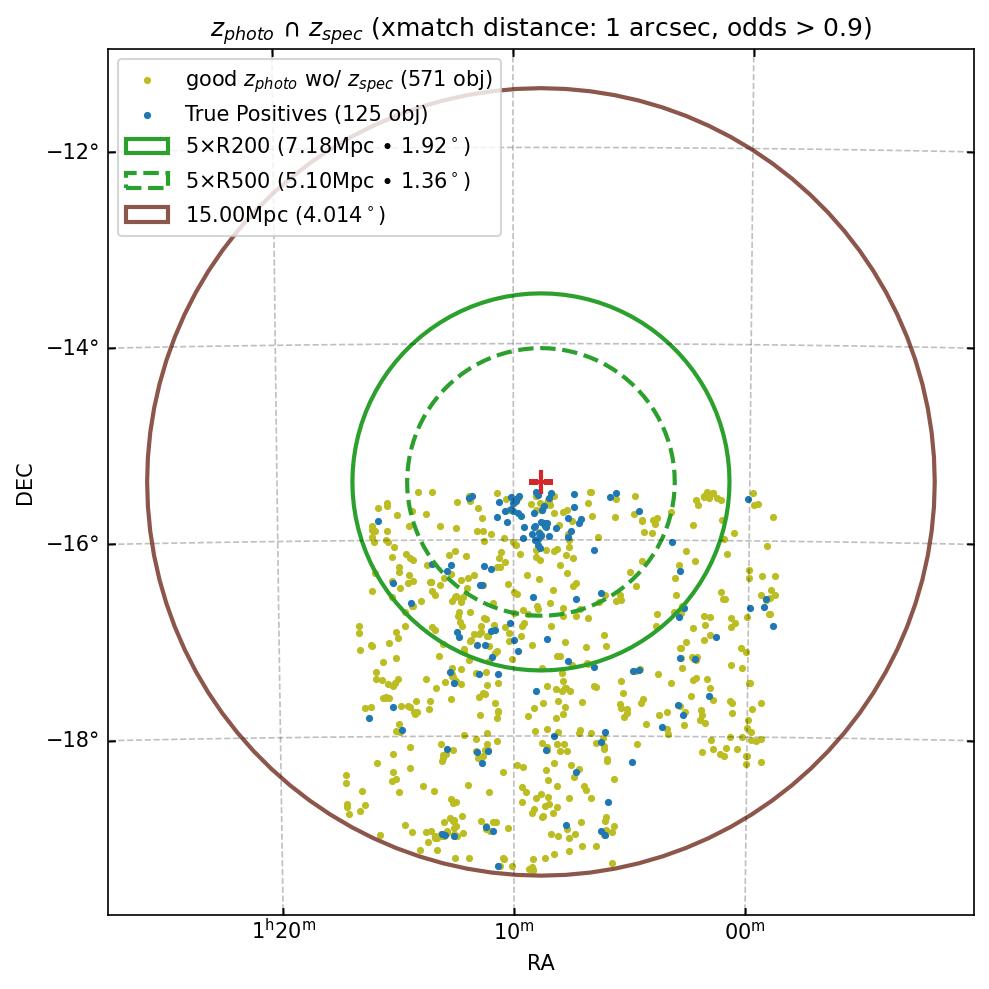 z_photo ∩ z_spec (xmatch distance: 1 arcsec, odds > 0.9)
good z_photo wo/ z_spec (571 obj)
True Positives (125 obj)
5×R200 (7.18Mpc • 1.92°)
5×R500 (5.10Mpc • 1.36°)
15.00Mpc (4.014°)
−12°
−14°
−16°
−18°
DEC
1ʰ20ᵐ 10ᵐ 00ᵐ
RA